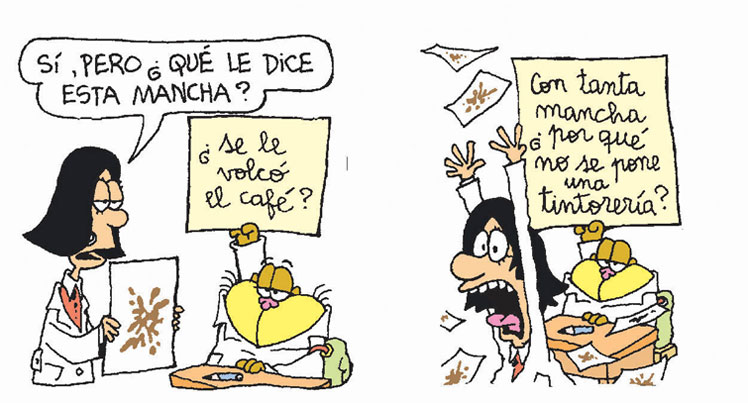 SÍ, PERO ¿QUÉ LE DICE
ESTA MANCHA?
¿ se le
volcó
el café?
Con tanta
mancha
¿ por qué
no se pone
una
tintorería?